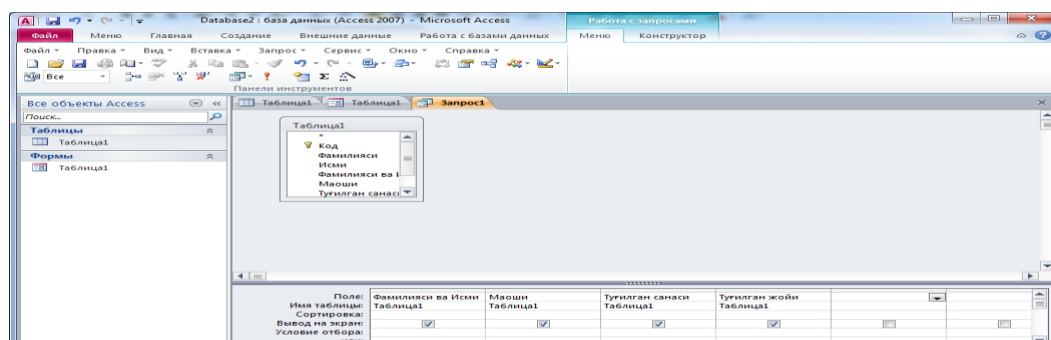 Database2 : база данных (Access 2007) - Microsoft Access
Работа с запросами
Файл Меню Главная Создание Внешние данные Работа с базами данных Меню Конструктор
Файл Правка Вид Вставка Запрос Сервис Окно Справка
Все
Панели инструментов
Все объекты Access
Поиск...
Таблицы
Таблица1
Формы
Таблица1
Таблица1 Таблица1 Запрос1
Таблица1
*
Код
Фамилияси
Исми
Фамилияси ва
Маоши
Туғилган санаси
Поле: Фамилияси ва Исми Маоши Туғилган санаси Туғилган жойи
Имя таблицы: Таблица1 Таблица1 Таблица1 Таблица1
Сортировка:
Вывод на экран:
Условие отбора: